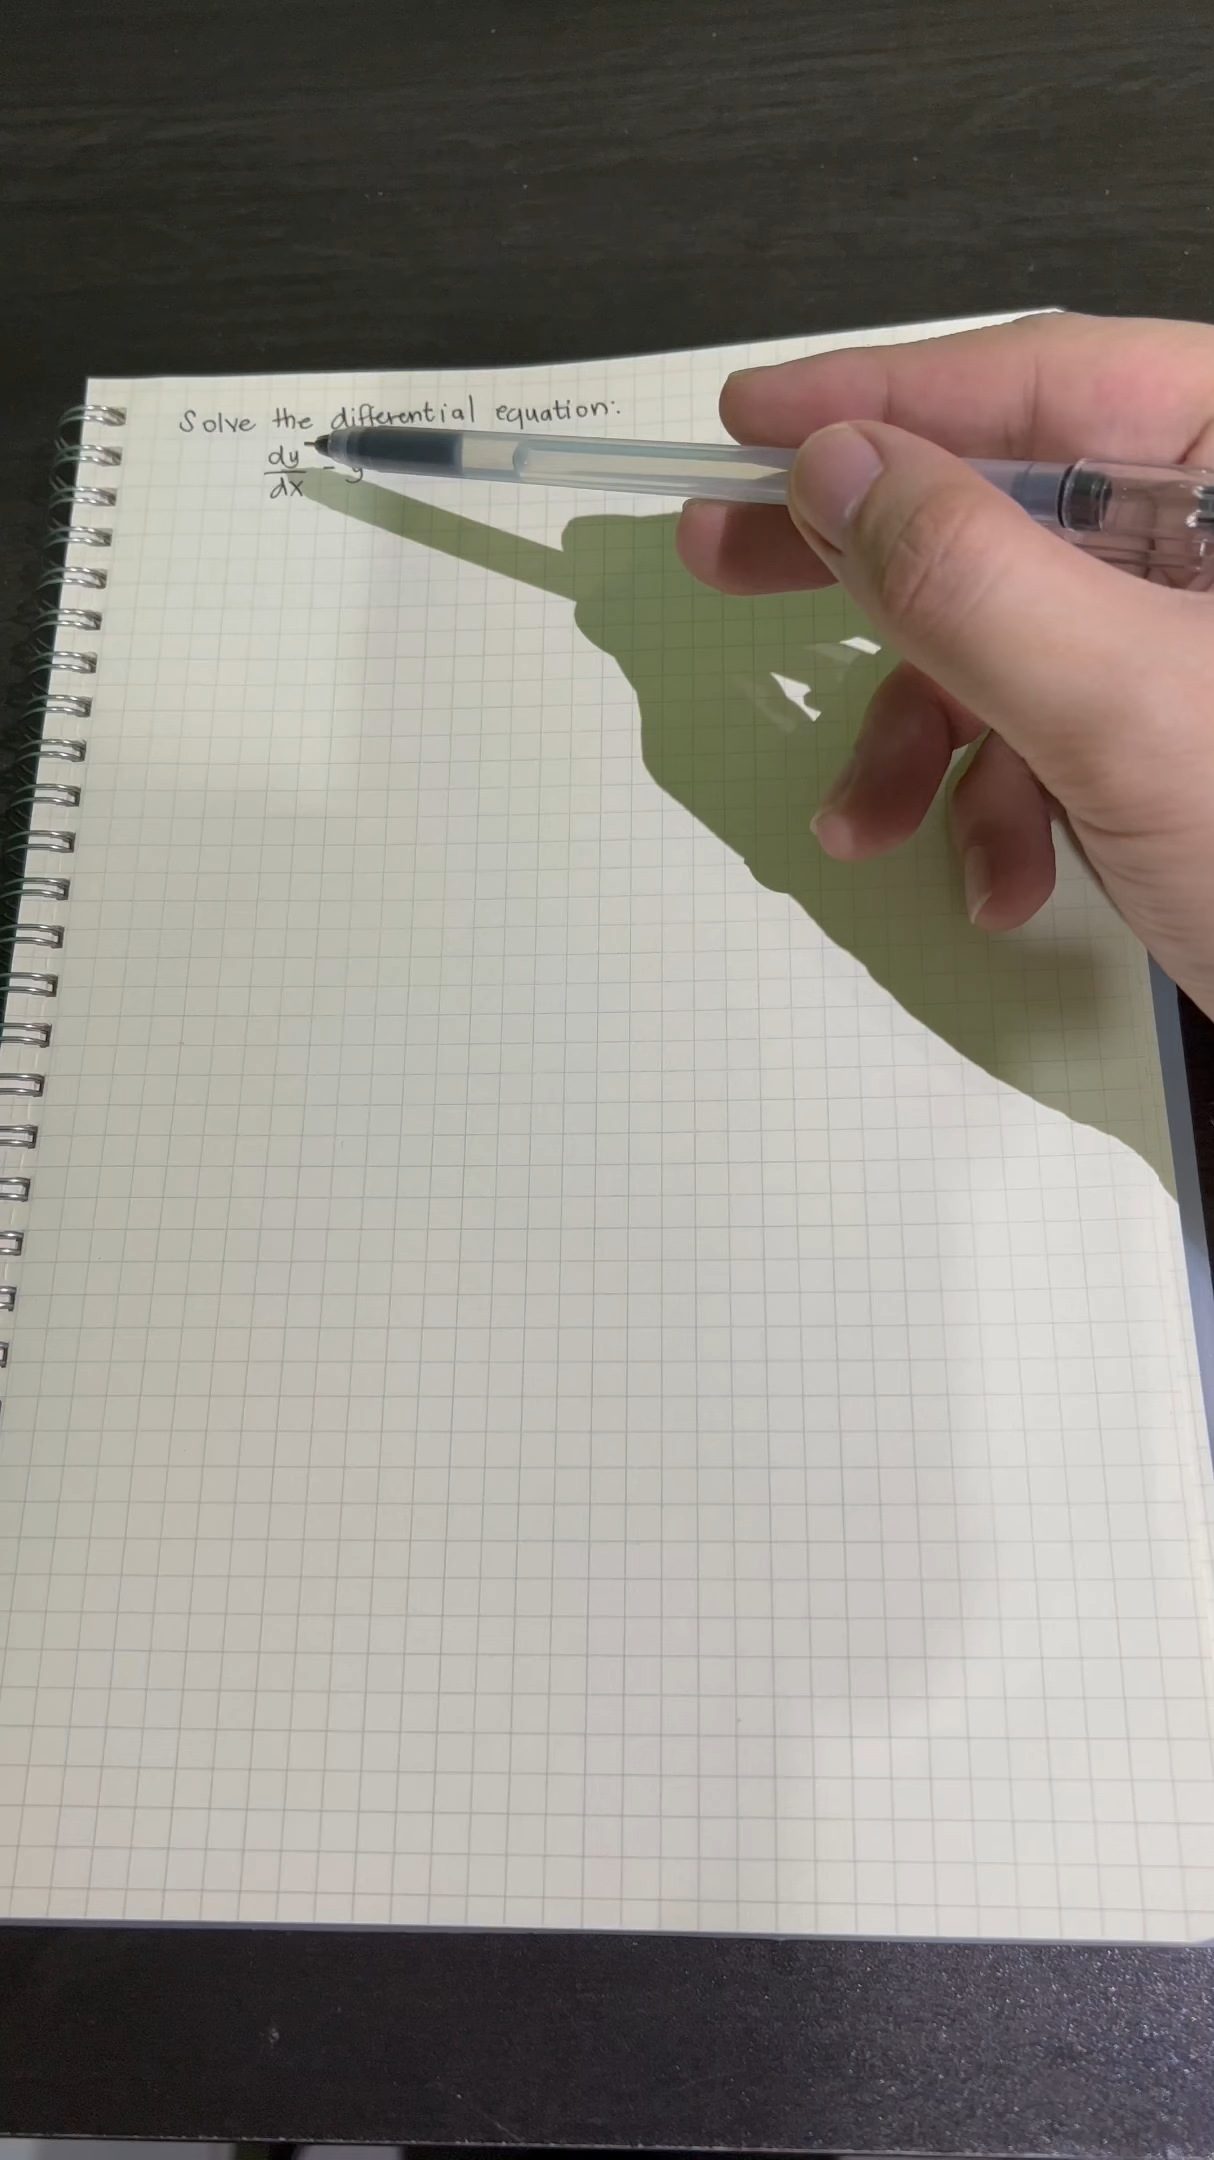 Solve the differential equation:
dy
dx